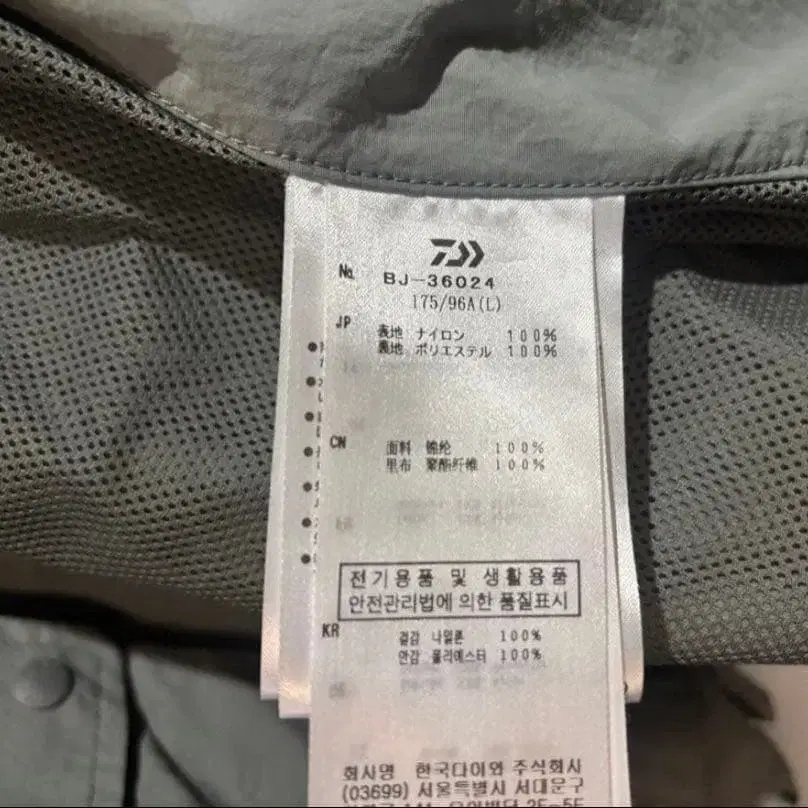 No. BJ-36024
175/96A(L)
JP
表地 ナイロン 100%
裏地 ポリエステル 100%
CN
面料 锦纶 100%
里布 聚酯纤维 100%
전기용품 및 생활용품
안전관리법에 의한 품질표시
KR
겉감 나일론 100%
안감 폴리에스터 100%
회사명 한국다이와 주식회사
(03699) 서울특별시 서대문구
2F-5F